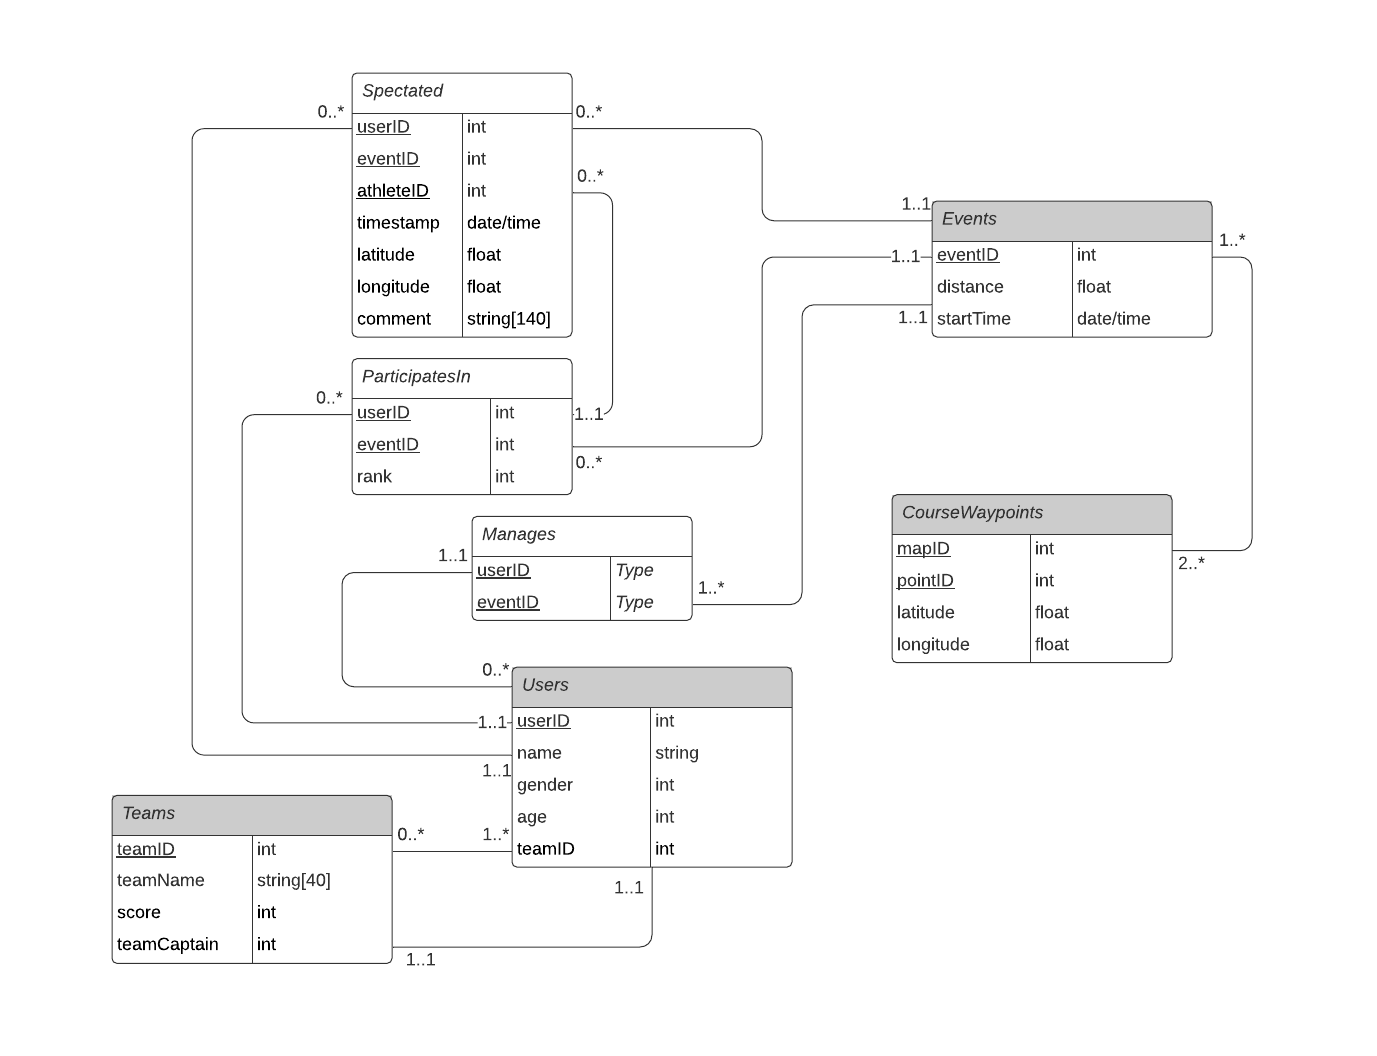 Spectated
0..*
0..*
userID int
eventID int
0..*
athleteID int
timestamp date/time
latitude float
longitude float
comment string[140]
1..1
Events
1..*
1..1
eventID int
distance float
1..1
startTime date/time
ParticipatesIn
0..*
userID int
1..1
eventID int
0..*
rank int
Manages
1..1
userID Type
1..*
eventID Type
CourseWaypoints
mapID int
2..*
pointID int
latitude float
longitude float
0..*
Users
1..1
userID int
name string
1..1
gender int
age int
0..*
1..*
teamID int
1..1
Teams
teamID int
teamName string[40]
score int
teamCaptain int
1..1